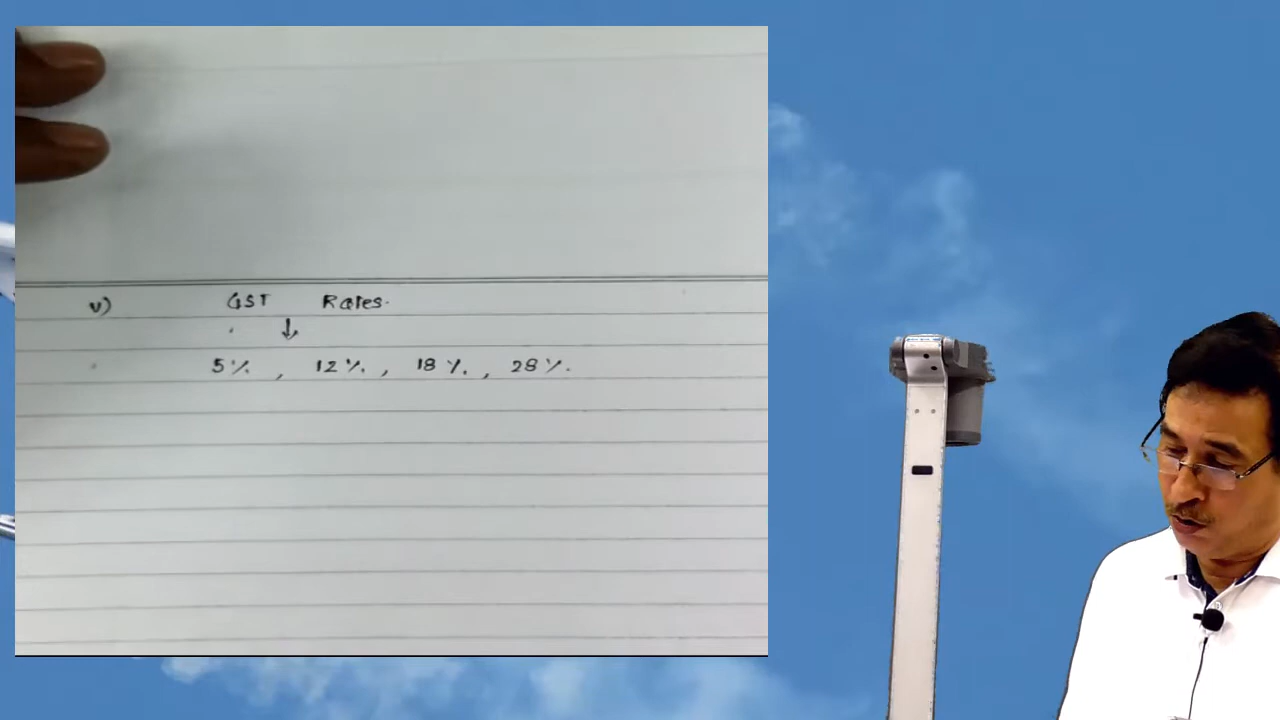 v) GST Rates.
↓
5%, 12%, 18%, 28%.